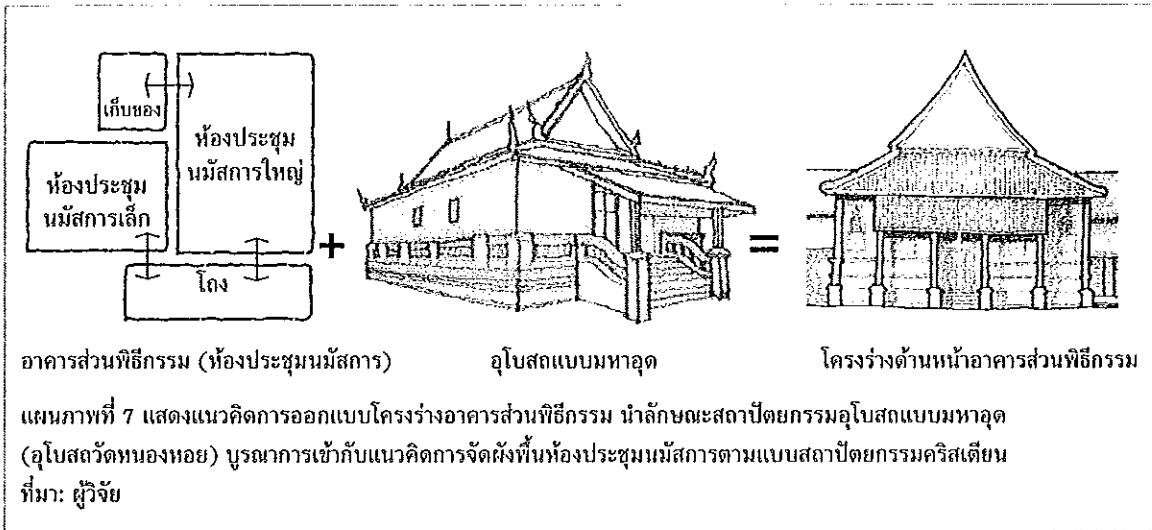 เก็บของ
ห้องประชุม
นมัสการใหญ่
ห้องประชุม
นมัสการเล็ก
โถง
+
=
อาคารส่วนพิธีกรรม (ห้องประชุมนมัสการ)
อุโบสถแบบมหาอุด
โครงร่างด้านหน้าอาคารส่วนพิธีกรรม
แผนภาพที่ 7 แสดงแนวคิดการออกแบบโครงร่างอาคารส่วนพิธีกรรม นำลักษณะสถาปัตยกรรมอุโบสถแบบมหาอุด
(อุโบสถวัดหนองหอย) บูรณาการเข้ากับแนวคิดการจัดผังพื้นห้องประชุมนมัสการตามแบบสถาปัตยกรรมคริสเตียน
ที่มา: ผู้วิจัย